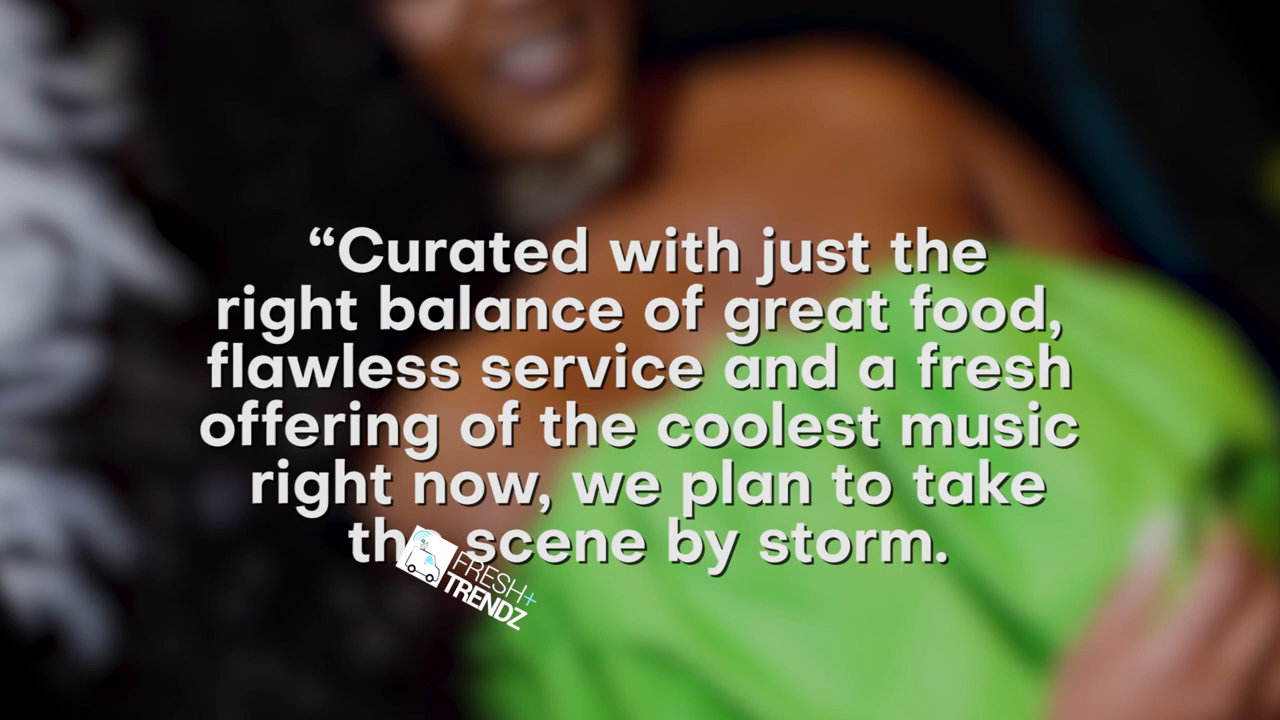 “Curated with just the
right balance of great food,
flawless service and a fresh
offering of the coolest music
right now, we plan to take
th scene by storm.
FRESH+
TRENDZ